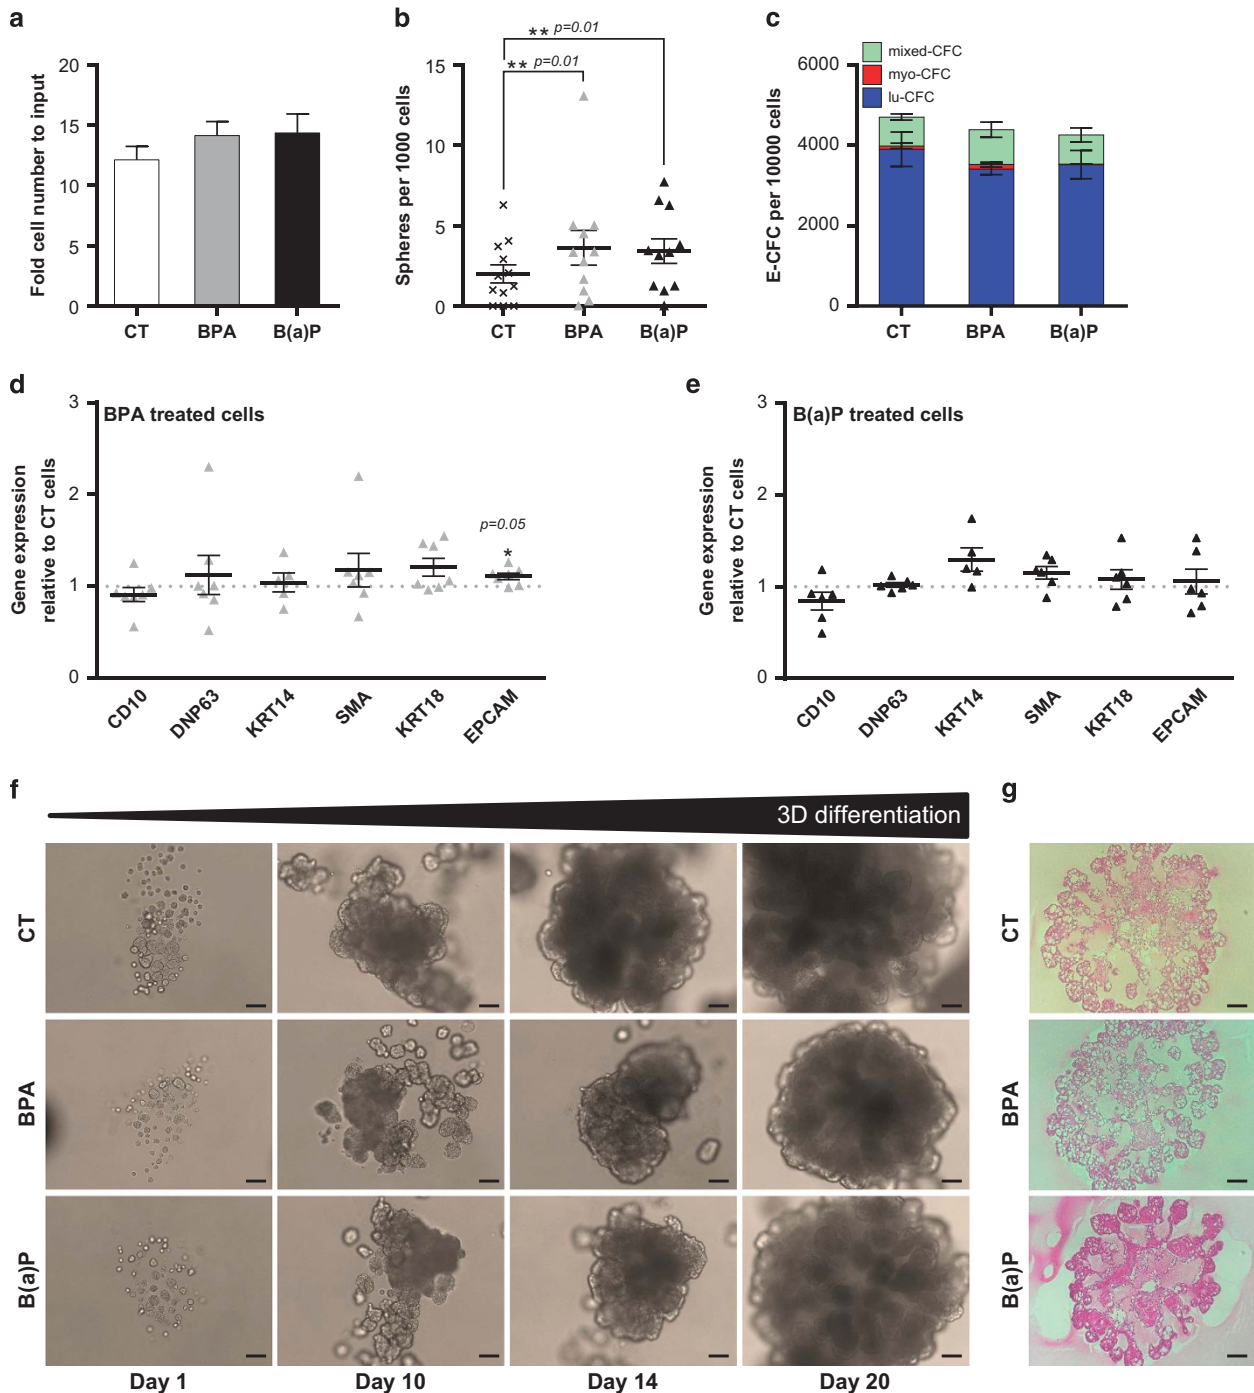 a
Fold cell number to input
20
15
10
5
0
CT BPA B(a)P
b
Spheres per 1000 cells
** p=0.01
** p=0.01
15
10
5
0
CT BPA B(a)P
c
mixed-CFC
myo-CFC
lu-CFC
E-CFC per 10000 cells
6000
4000
2000
0
CT BPA B(a)P
d
BPA treated cells
Gene expression
relative to CT cells
3
2
1
0
p=0.05
*
CD10 DNP63 KRT14 SMA KRT18 EPCAM
e
B(a)P treated cells
Gene expression
relative to CT cells
3
2
1
0
CD10 DNP63 KRT14 SMA KRT18 EPCAM
f
3D differentiation
CT
BPA
B(a)P
Day 1 Day 10 Day 14 Day 20
g
CT
BPA
B(a)P